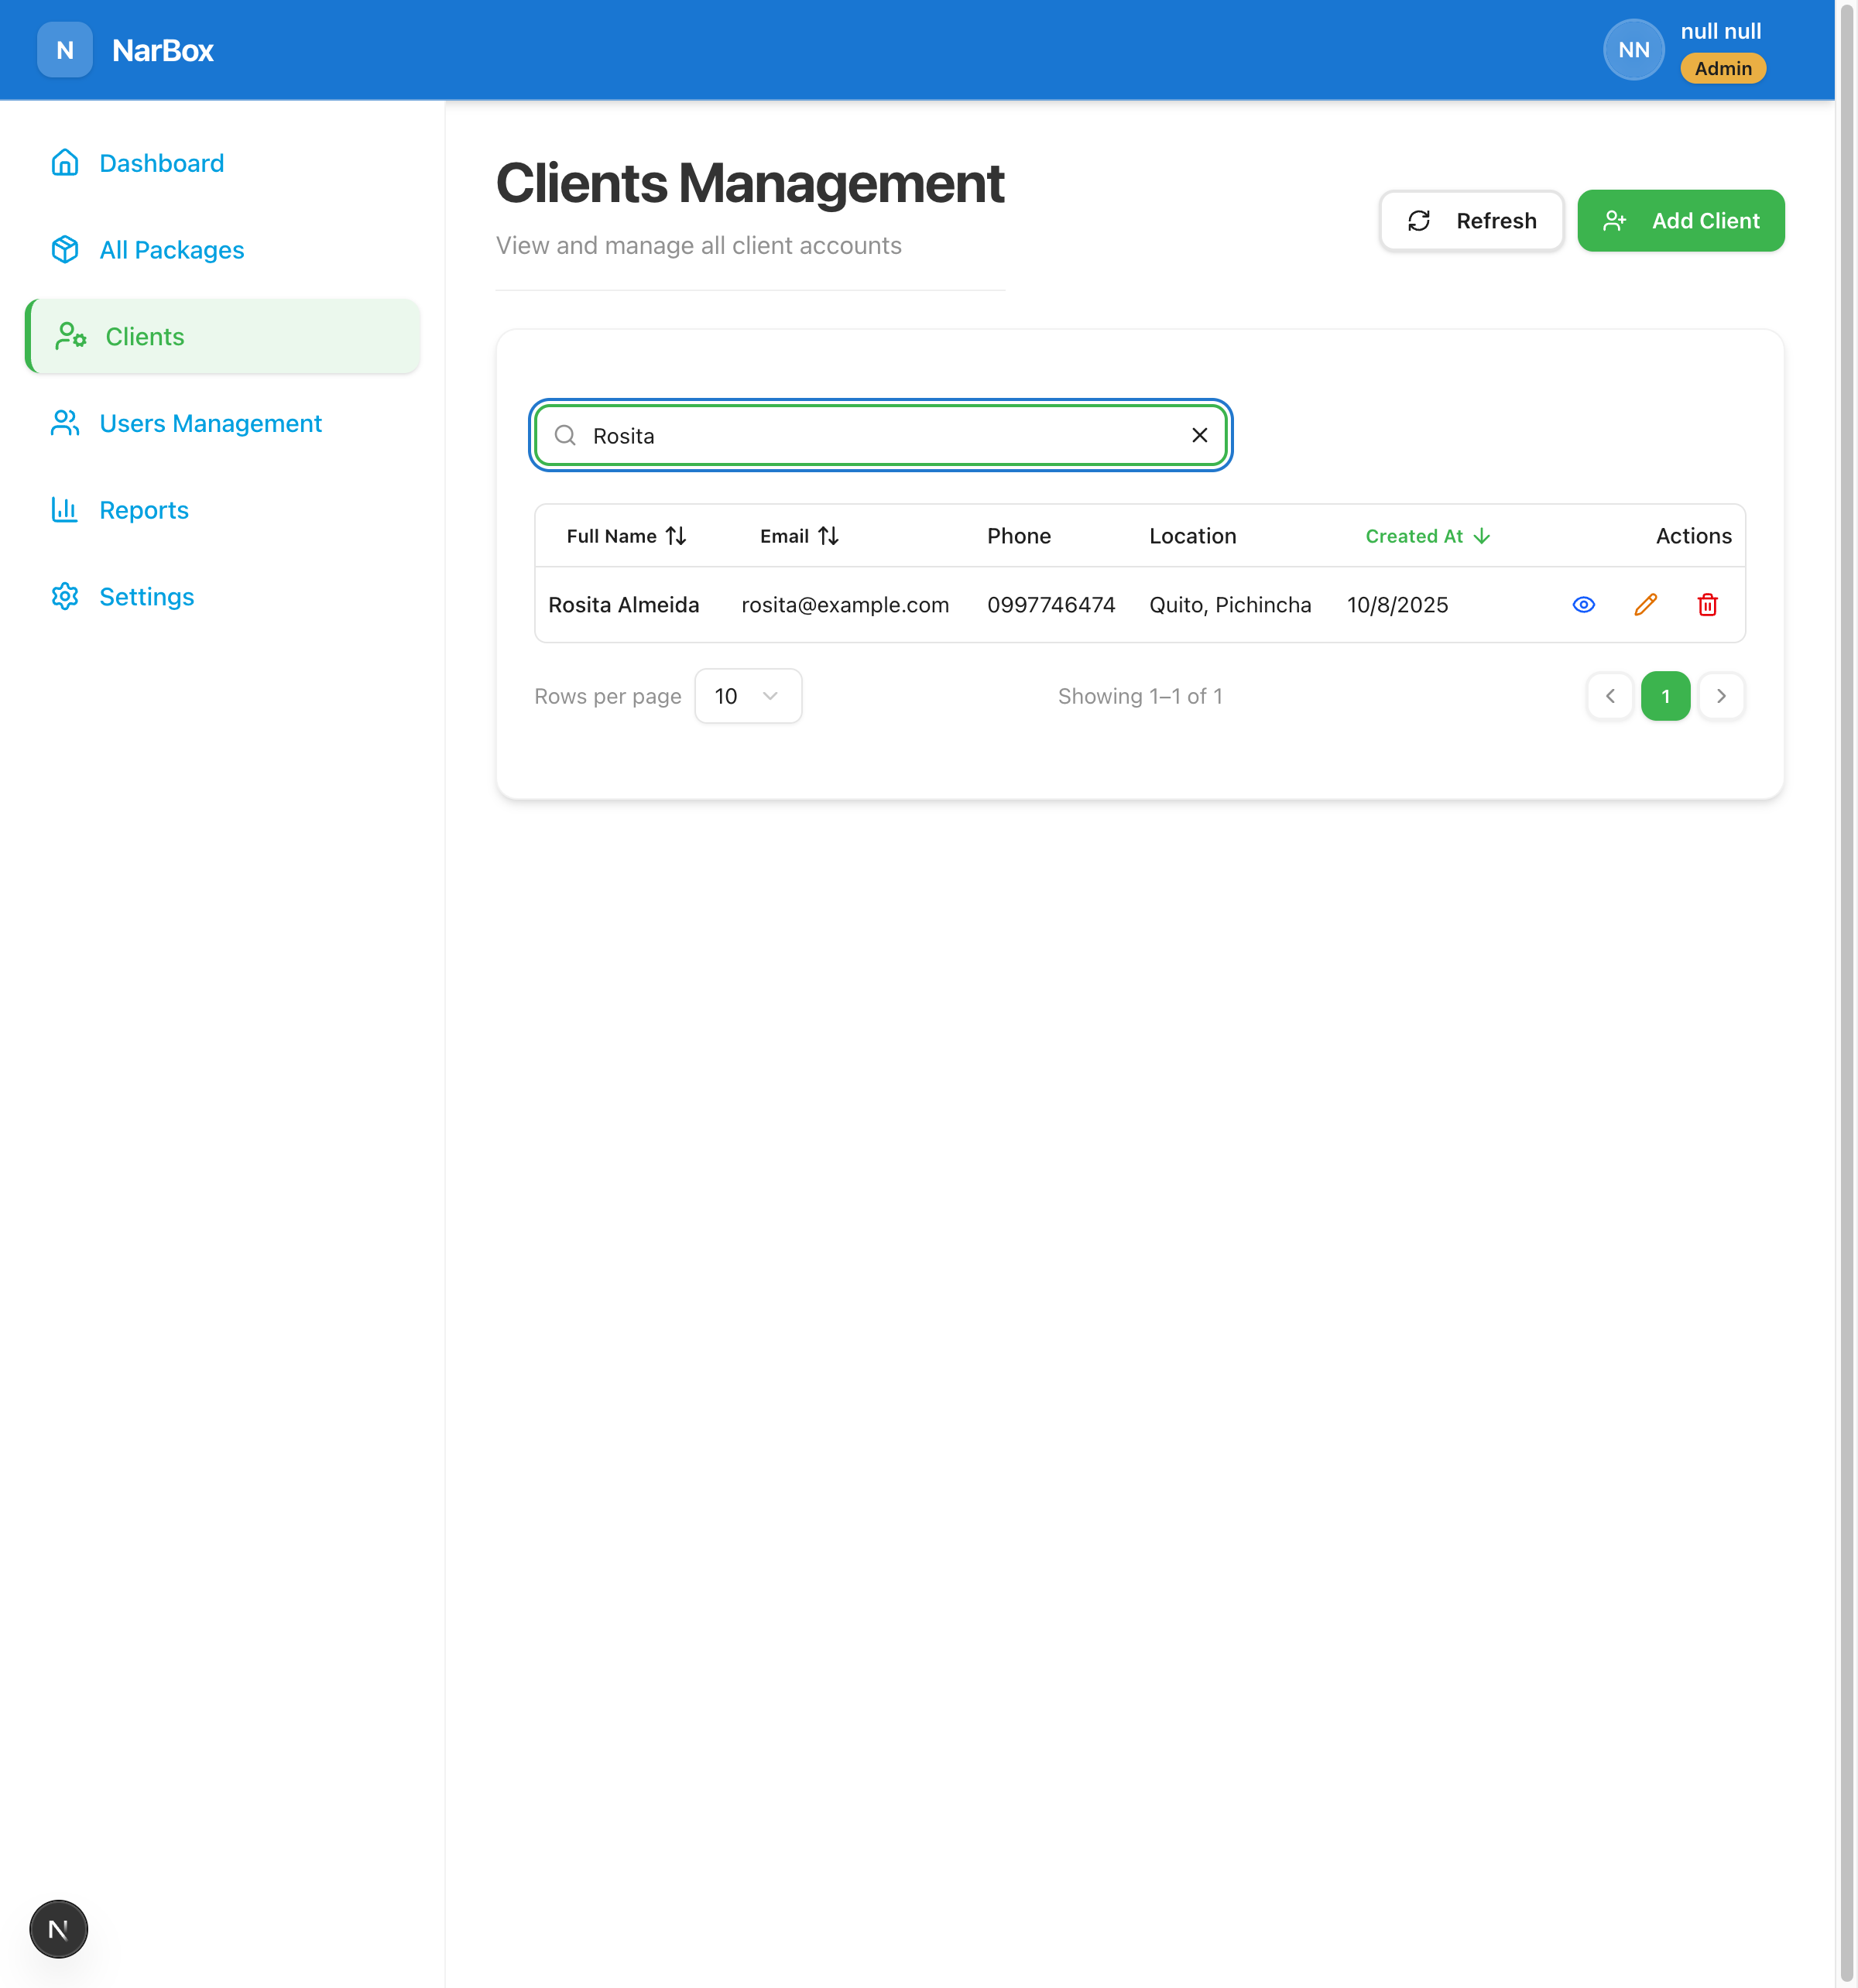 N
NarBox
NN
null null
Admin
Dashboard
All Packages
Clients
Users Management
Reports
Settings
Clients Management
View and manage all client accounts
Refresh
Add Client
Rosita
Full Name Email Phone Location Created At Actions
Rosita Almeida rosita@example.com 0997746474 Quito, Pichincha 10/8/2025
Rows per page 10 Showing 1–1 of 1 1
N